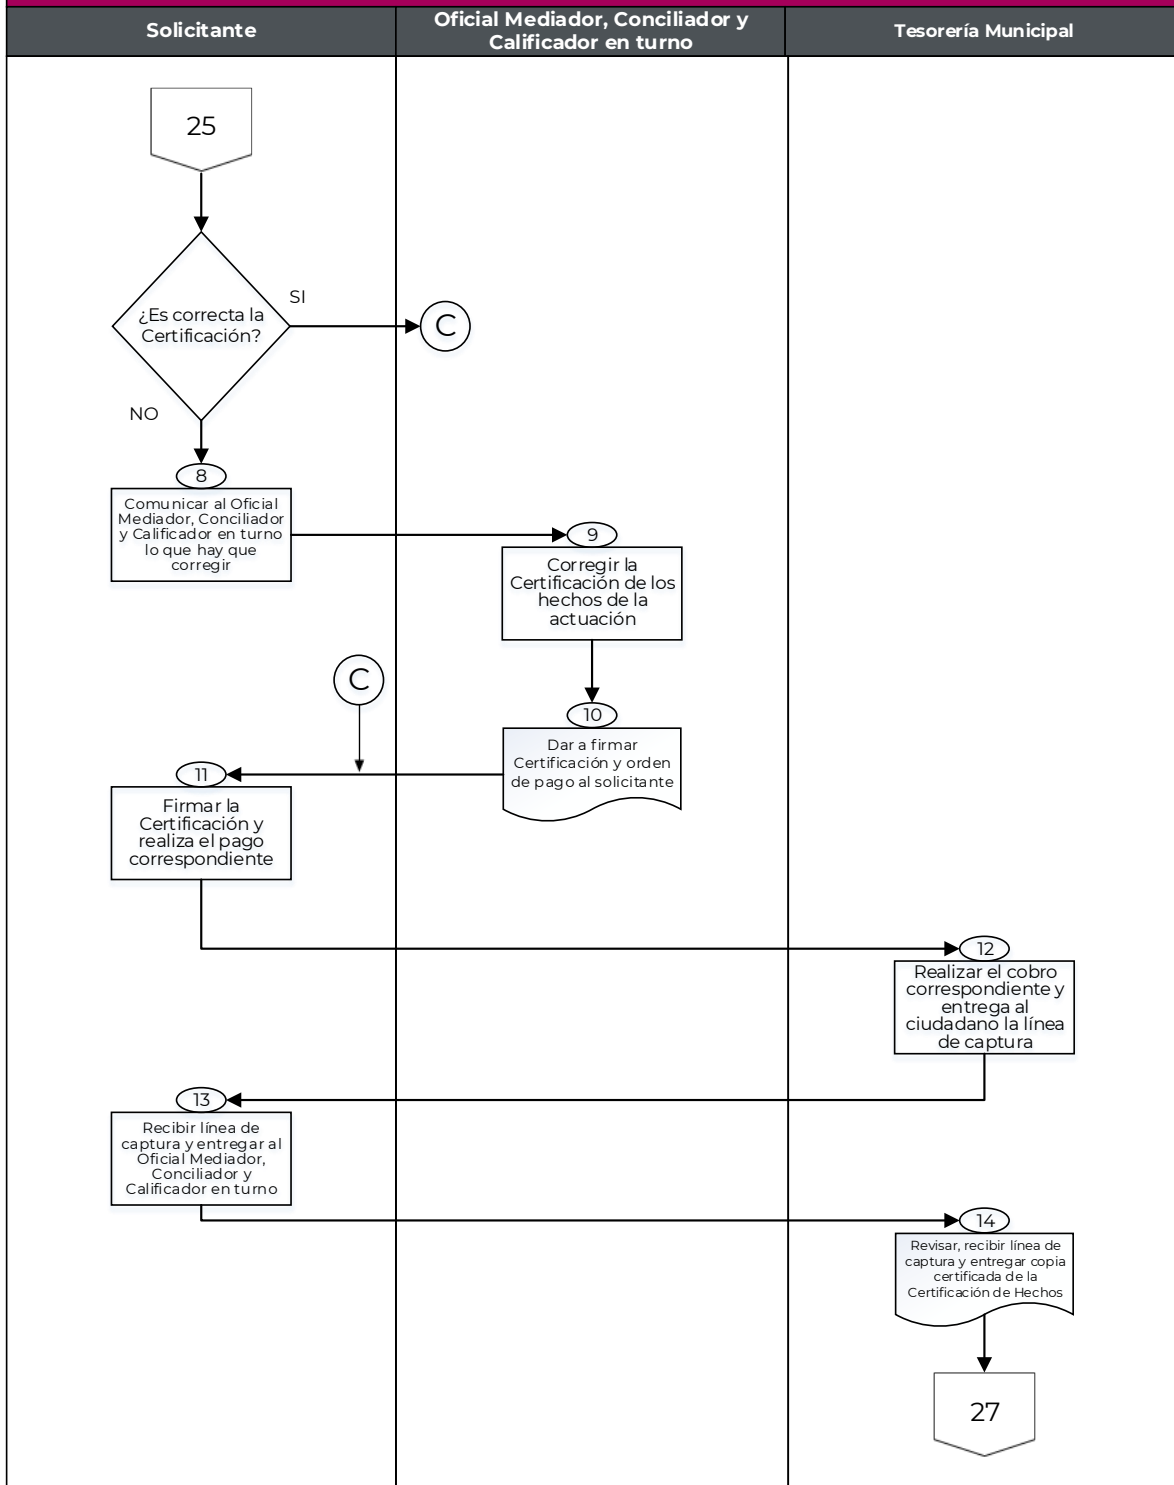 Solicitante
Oficial Mediador, Conciliador y
Calificador en turno
Tesorería Municipal
25
¿Es correcta la
Certificación?
SI
C
NO
8
Comunicar al Oficial
Mediador, Conciliador
y Calificador en turno
lo que hay que
corregir
9
Corregir la
Certificación de los
hechos de la
actuación
C
10
Dar a firmar
Certificación y orden
de pago al solicitante
11
Firmar la
Certificación y
realiza el pago
correspondiente
12
Realizar el cobro
correspondiente y
entrega al
ciudadano la línea
de captura
13
Recibir línea de
captura y entregar al
Oficial Mediador,
Conciliador y
Calificador en turno
14
Revisar, recibir línea de
captura y entregar copia
certificada de la
Certificación de Hechos
27